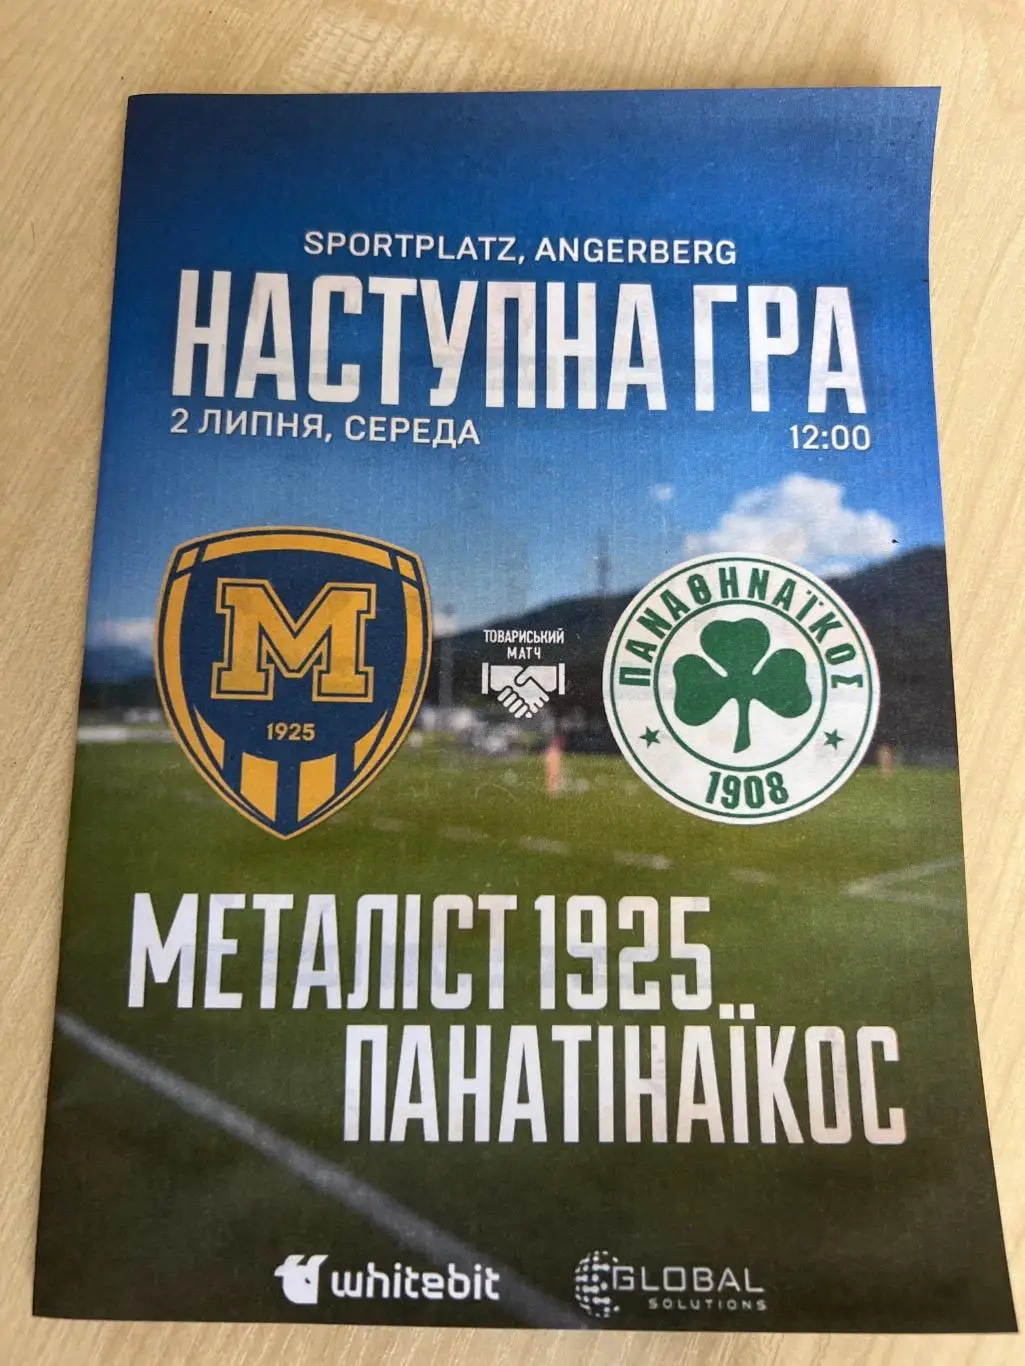 SPORTPLATZ, ANGERBERG
НАСТУПНА ГРА
2 ЛИПНЯ, СЕРЕДА
12:00
M
1925
ТОВАРИСЬКИЙ
МАТЧ
ΠΑΝΑΘΗΝΑΪΚΟΣ
1908
МЕТАЛІСТ 1925
ПАНАТІНАЇКОС
whitebit
GLOBAL
SOLUTIONS